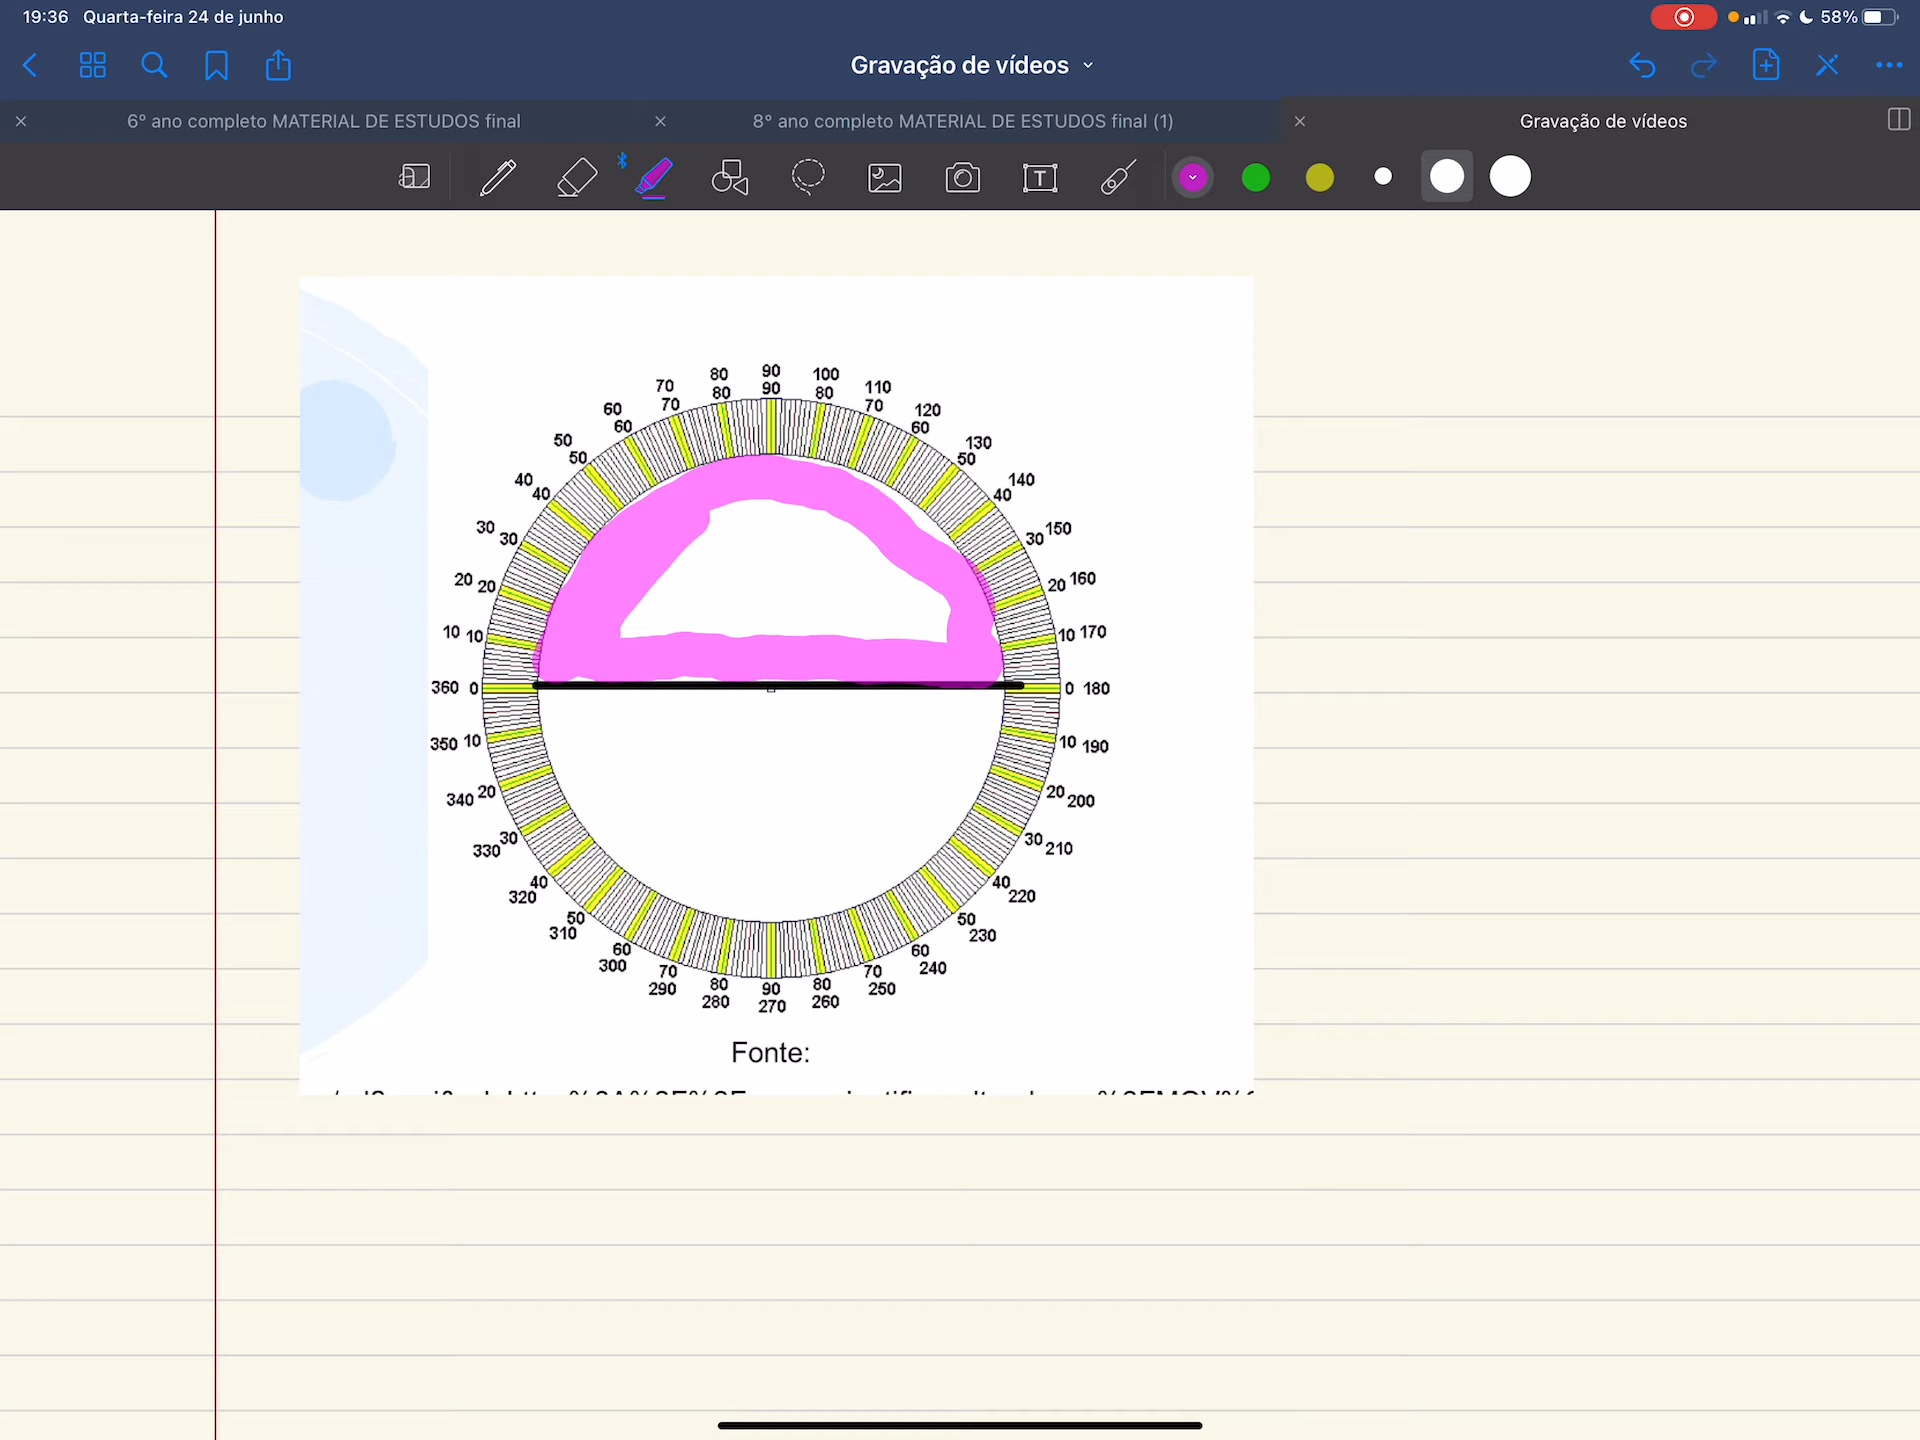 19:36 Quarta-feira 24 de junho
58%
Gravação de vídeos
6º ano completo MATERIAL DE ESTUDOS final
8º ano completo MATERIAL DE ESTUDOS final (1)
Gravação de vídeos
T
80 90 100
70 80 90 80 110
60 70 70 120
50 60 60 130
40 50 50 140
40 40
30 30 30 150
20 20 20 160
10 10 10 170
360 0 0 180
350 10 10 190
340 20 20 200
330 30 30 210
320 40 40 220
310 50 50 230
300 60 60 240
290 70 80 90 80 70 250
280 270 260
Fonte: